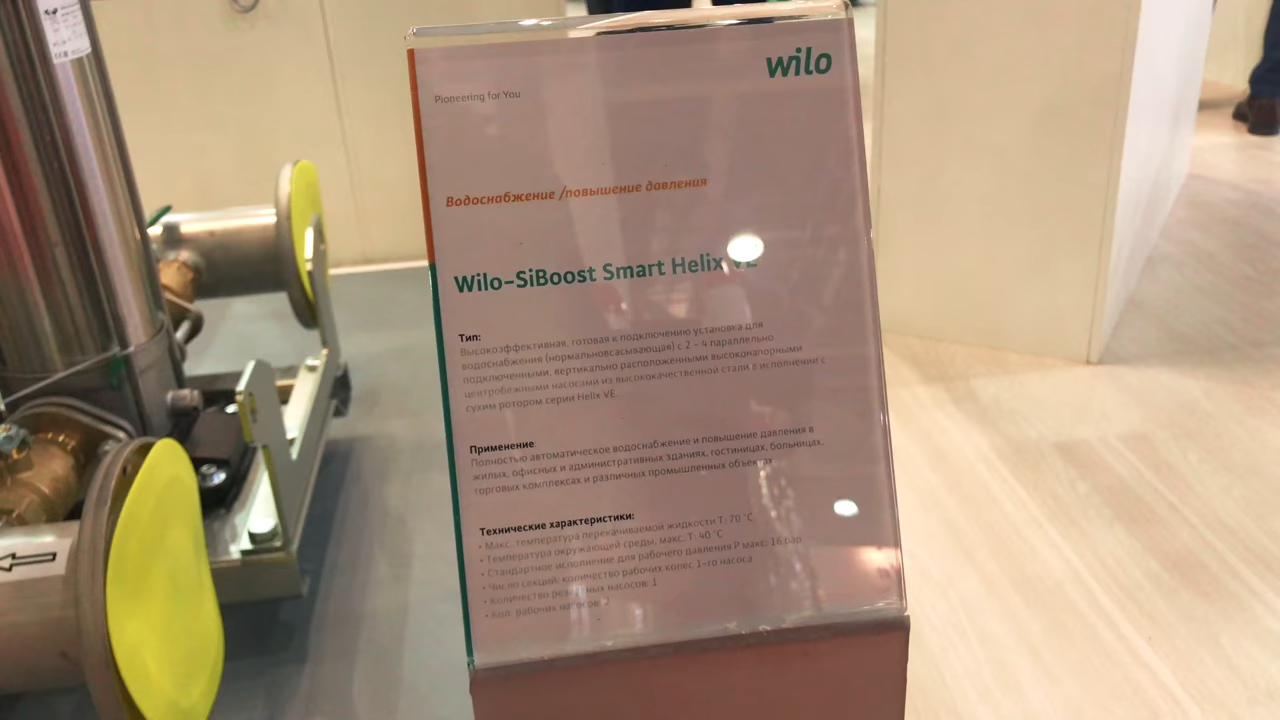 wilo
Pioneering for You
Водоснабжение /повышение давления
Wilo-SiBoost Smart Helix VE
Тип:
Высокоэффективная, готовая к подключению установка для
водоснабжения (нормальновсасывающая) с 2 – 4 параллельно
подключенными, вертикально расположенными высоконапорными
центробежными насосами из высококачественной стали в исполнении с
сухим ротором серии Helix VE.
Применение:
Полностью автоматическое водоснабжение и повышение давления в
жилых, офисных и административных зданиях, гостиницах, больницах,
торговых комплексах и различных промышленных объектах
Технические характеристики:
• Макс. температура перекачиваемой жидкости Т: 70 °C
• Температура окружающей среды, макс. Т: 40 °C
• Стандартное исполнение для рабочего давления Р макс: 16 бар
• Число секций: количество рабочих колес 1-го насоса
• Количество резервных насосов: 1
• Кол. рабочих насосов: 2